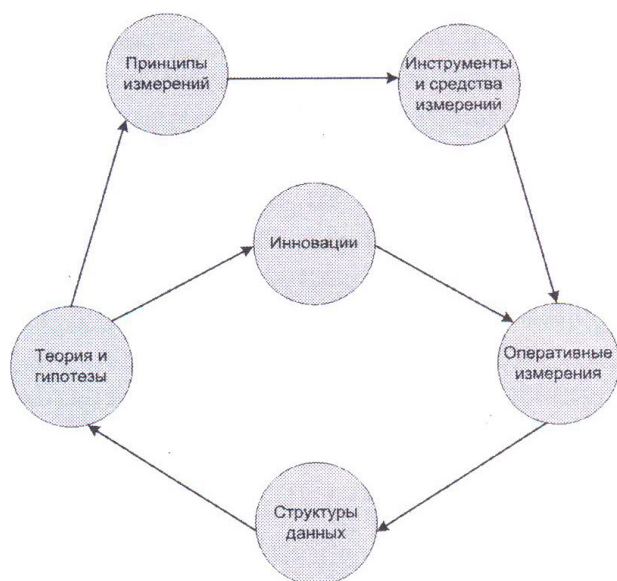 Принципы
измерений
Инструменты
и средства
измерений
Инновации
Теория и
гипотезы
Оперативные
измерения
Структуры
данных